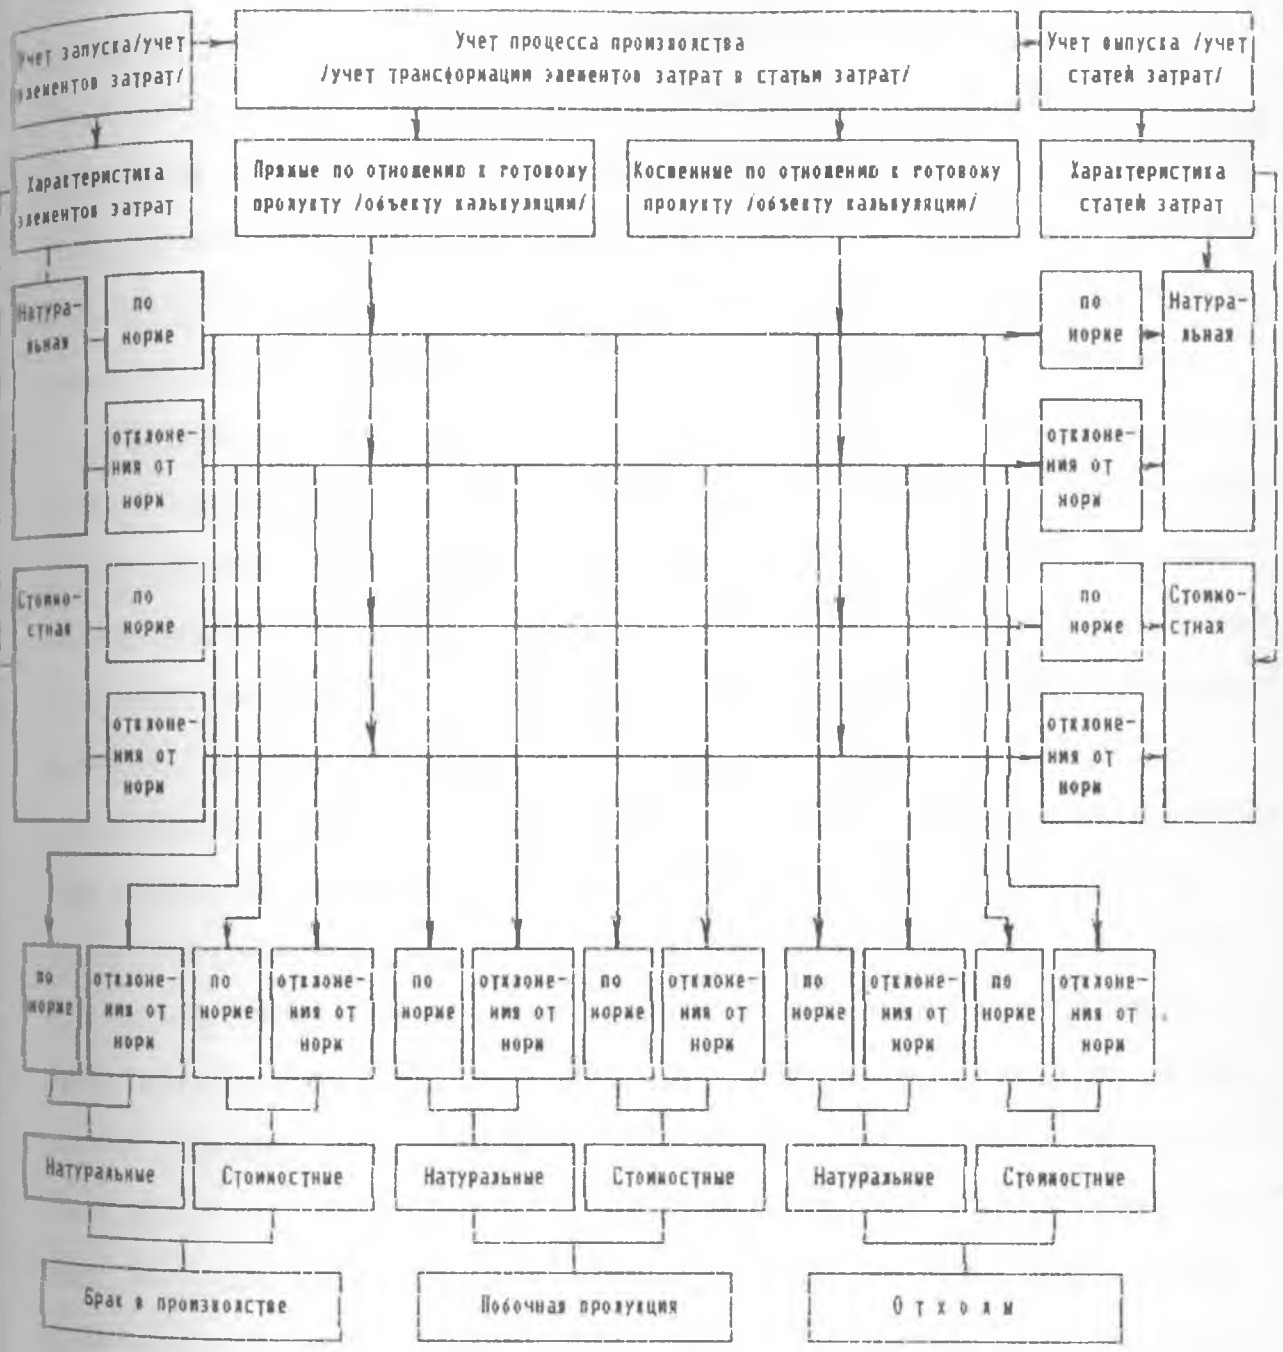 Учет запуска/учет
элементов затрат/
Учет процесса производства
/учет трансформации элементов затрат в статьи затрат/
Учет выпуска /учет
статей затрат/
Характеристика
элементов затрат
Прямые по отношению к готовому
продукту /объекту калькуляции/
Косвенные по отношению к готовому
продукту /объекту калькуляции/
Характеристика
статей затрат
Натура-
льная
по
норме
по
норме
Натура-
льная
отклоне-
ния от
норм
отклоне-
ния от
норм
Стоимо-
стная
по
норме
по
норме
Стоимо-
стная
отклоне-
ния от
норм
отклоне-
ния от
норм
по
норме
отклоне-
ния от
норм
по
норме
отклоне-
ния от
норм
по
норме
отклоне-
ния от
норм
по
норме
отклоне-
ния от
норм
по
норме
отклоне-
ния от
норм
по
норме
отклоне-
ния от
норм
Натуральные
Стоимостные
Натуральные
Стоимостные
Натуральные
Стоимостные
Брак в производстве
Побочная продукция
Отходы